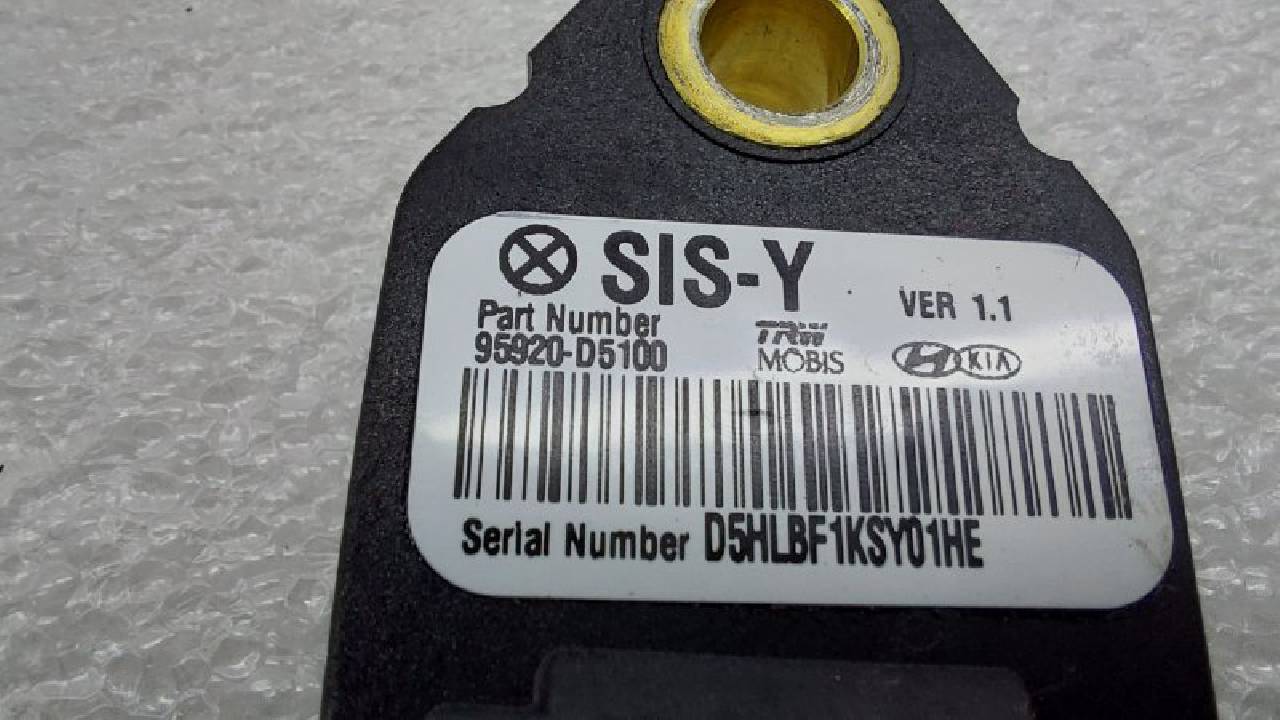 SIS-Y
VER 1.1
Part Number
95920-D5100
TRW
MOBIS
KIA
Serial Number D5HLBF1KSY01HE